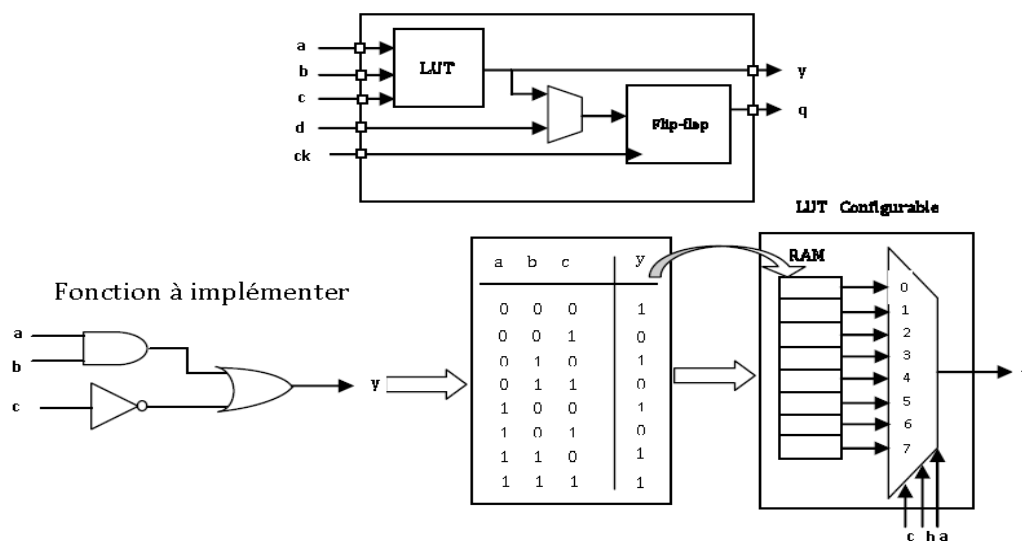 a
b
c
d
ck
LUT
Flip-flop
y
q
LUT Configurable
RAM
Fonction à implémenter
a
b
c
y
a b c y
0 0 0 1
0 0 1 0
0 1 0 1
0 1 1 0
1 0 0 1
1 0 1 0
1 1 0 1
1 1 1 1
0
1
2
3
4
5
6
7
c b a